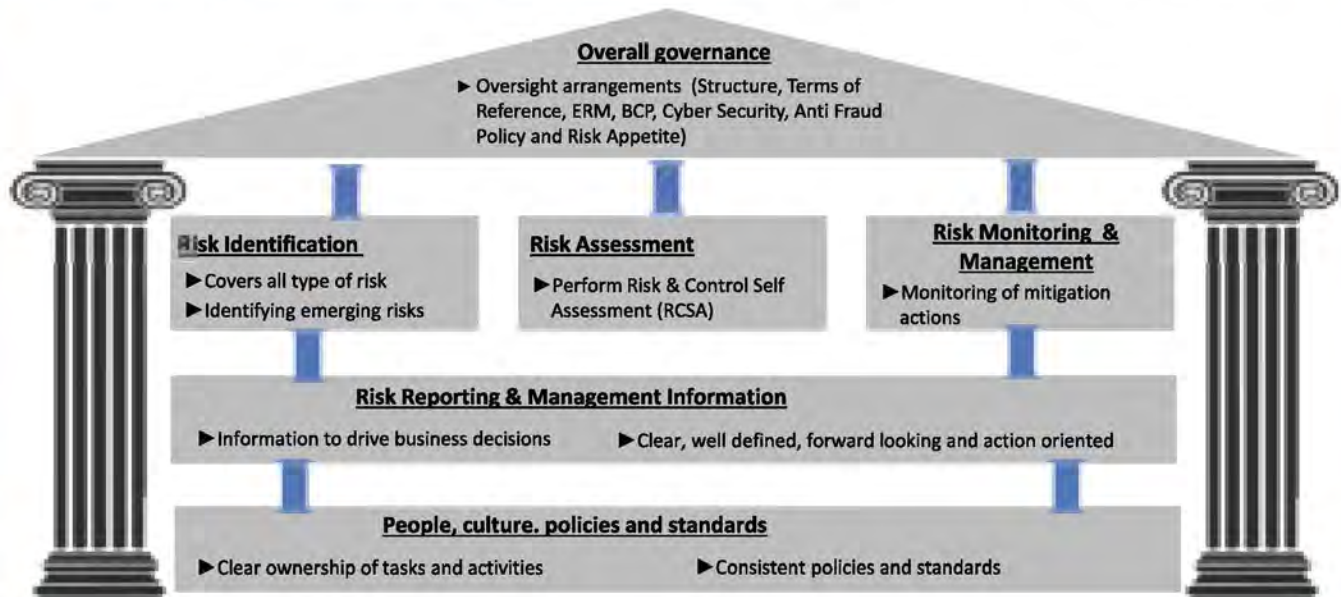 Overall governance
► Oversight arrangements (Structure, Terms of
Reference, ERM, BCP, Cyber Security, Anti Fraud
Policy and Risk Appetite)
Risk Identification
► Covers all type of risk
► Identifying emerging risks
Risk Assessment
► Perform Risk & Control Self
Assessment (RCSA)
Risk Monitoring &
Management
► Monitoring of mitigation
actions
Risk Reporting & Management Information
► Information to drive business decisions
► Clear, well defined, forward looking and action oriented
People, culture. policies and standards
► Clear ownership of tasks and activities
► Consistent policies and standards